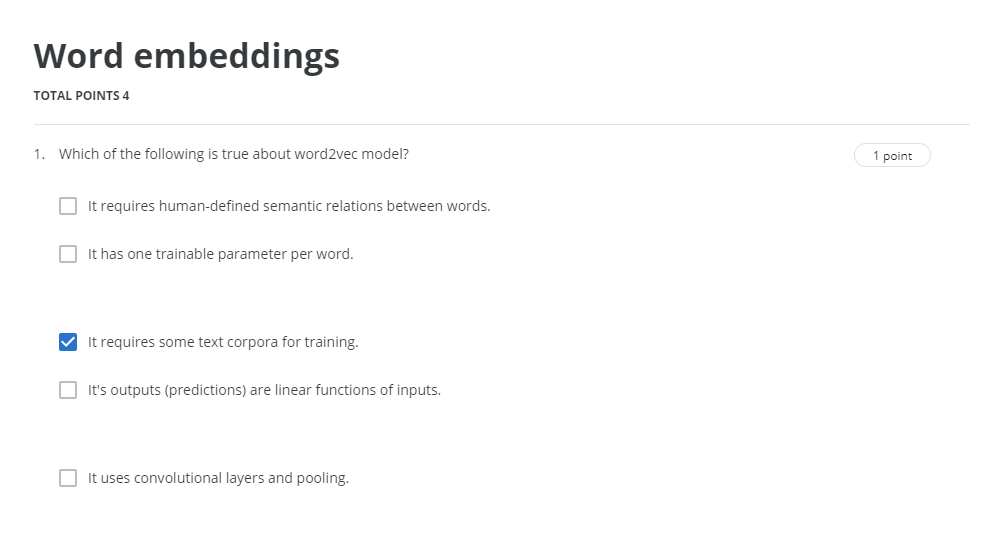 Word embeddings
TOTAL POINTS 4
1. Which of the following is true about word2vec model?
1 point
It requires human-defined semantic relations between words.
It has one trainable parameter per word.
It requires some text corpora for training.
It's outputs (predictions) are linear functions of inputs.
It uses convolutional layers and pooling.